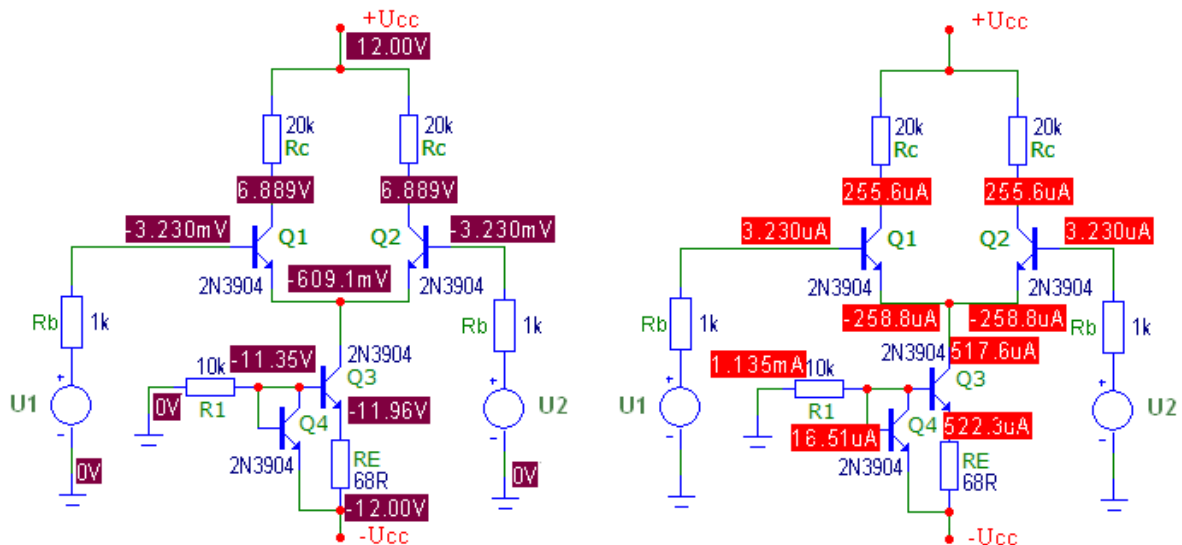 +Ucc
12.00V
20k
Rc
20k
Rc
6.889V
6.889V
-3.230mV
Q1
Q2
-3.230mV
2N3904
-609.1mV
2N3904
Rb
1k
Rb
1k
-11.35V
2N3904
10k
Q3
R1
U1
0V
Q4
-11.96V
U2
2N3904
RE
68R
0V
0V
-12.00V
-Ucc
+Ucc
20k
Rc
20k
Rc
255.6uA
255.6uA
3.230uA
Q1
Q2
3.230uA
2N3904
2N3904
-258.8uA
-258.8uA
Rb
1k
Rb
1k
2N3904
517.6uA
1.135mA
10k
Q3
R1
U1
Q4
16.51uA
522.3uA
U2
2N3904
RE
68R
-Ucc